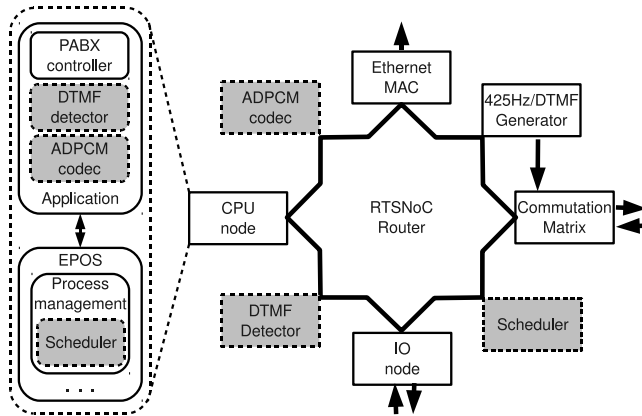 PABX
controller
DTMF
detector
ADPCM
codec
Application
EPOS
Process
management
Scheduler
. . .
CPU
node
ADPCM
codec
Ethernet
MAC
425Hz/DTMF
Generator
RTSNoC
Router
Commutation
Matrix
DTMF
Detector
IO
node
Scheduler